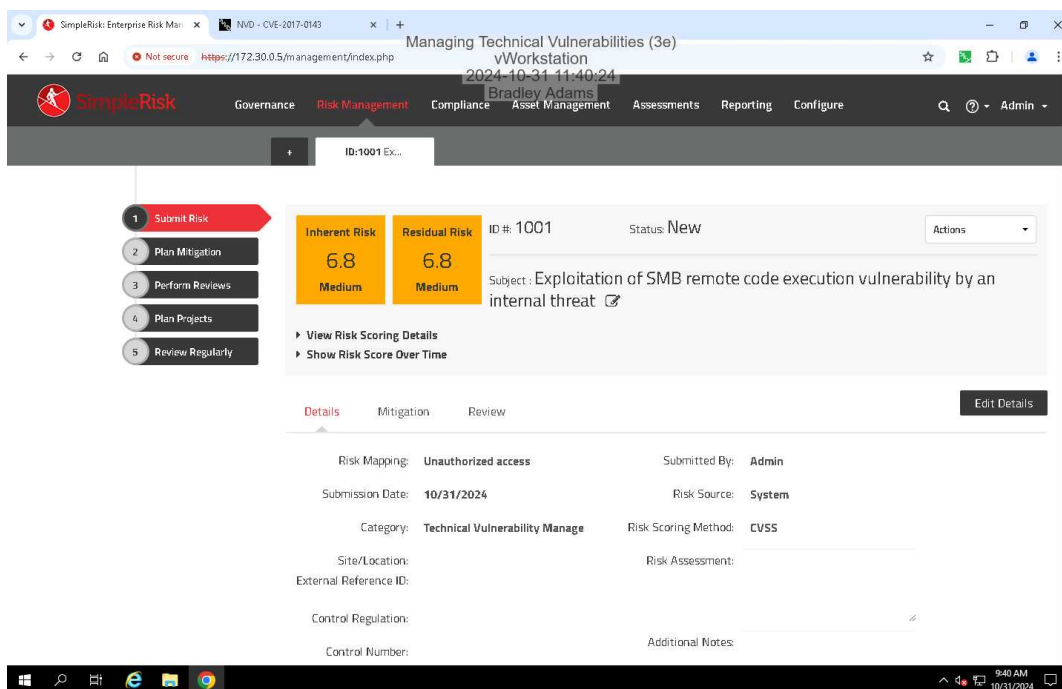 SimpleRisk: Enterprise Risk Man
NVD - CVE-2017-0143
Managing Technical Vulnerabilities (3e)
vWorkstation
2024-10-31 11:40:24
Bradley Adams
Not secure https://172.30.0.5/management/index.php
SimpleRisk
Governance Risk Management Compliance Asset Management Assessments Reporting Configure Admin
+ ID:1001 Ex...
1 Submit Risk
2 Plan Mitigation
3 Perform Reviews
4 Plan Projects
5 Review Regularly
Inherent Risk
6.8
Medium
Residual Risk
6.8
Medium
ID #: 1001 Status: New
Actions
Subject : Exploitation of SMB remote code execution vulnerability by an
internal threat
View Risk Scoring Details
Show Risk Score Over Time
Edit Details
Details Mitigation Review
Risk Mapping: Unauthorized access Submitted By: Admin
Submission Date: 10/31/2024 Risk Source: System
Category: Technical Vulnerability Manage Risk Scoring Method: CVSS
Site/Location: Risk Assessment:
External Reference ID:
Control Regulation:
Additional Notes:
Control Number:
9:40 AM
10/31/2024